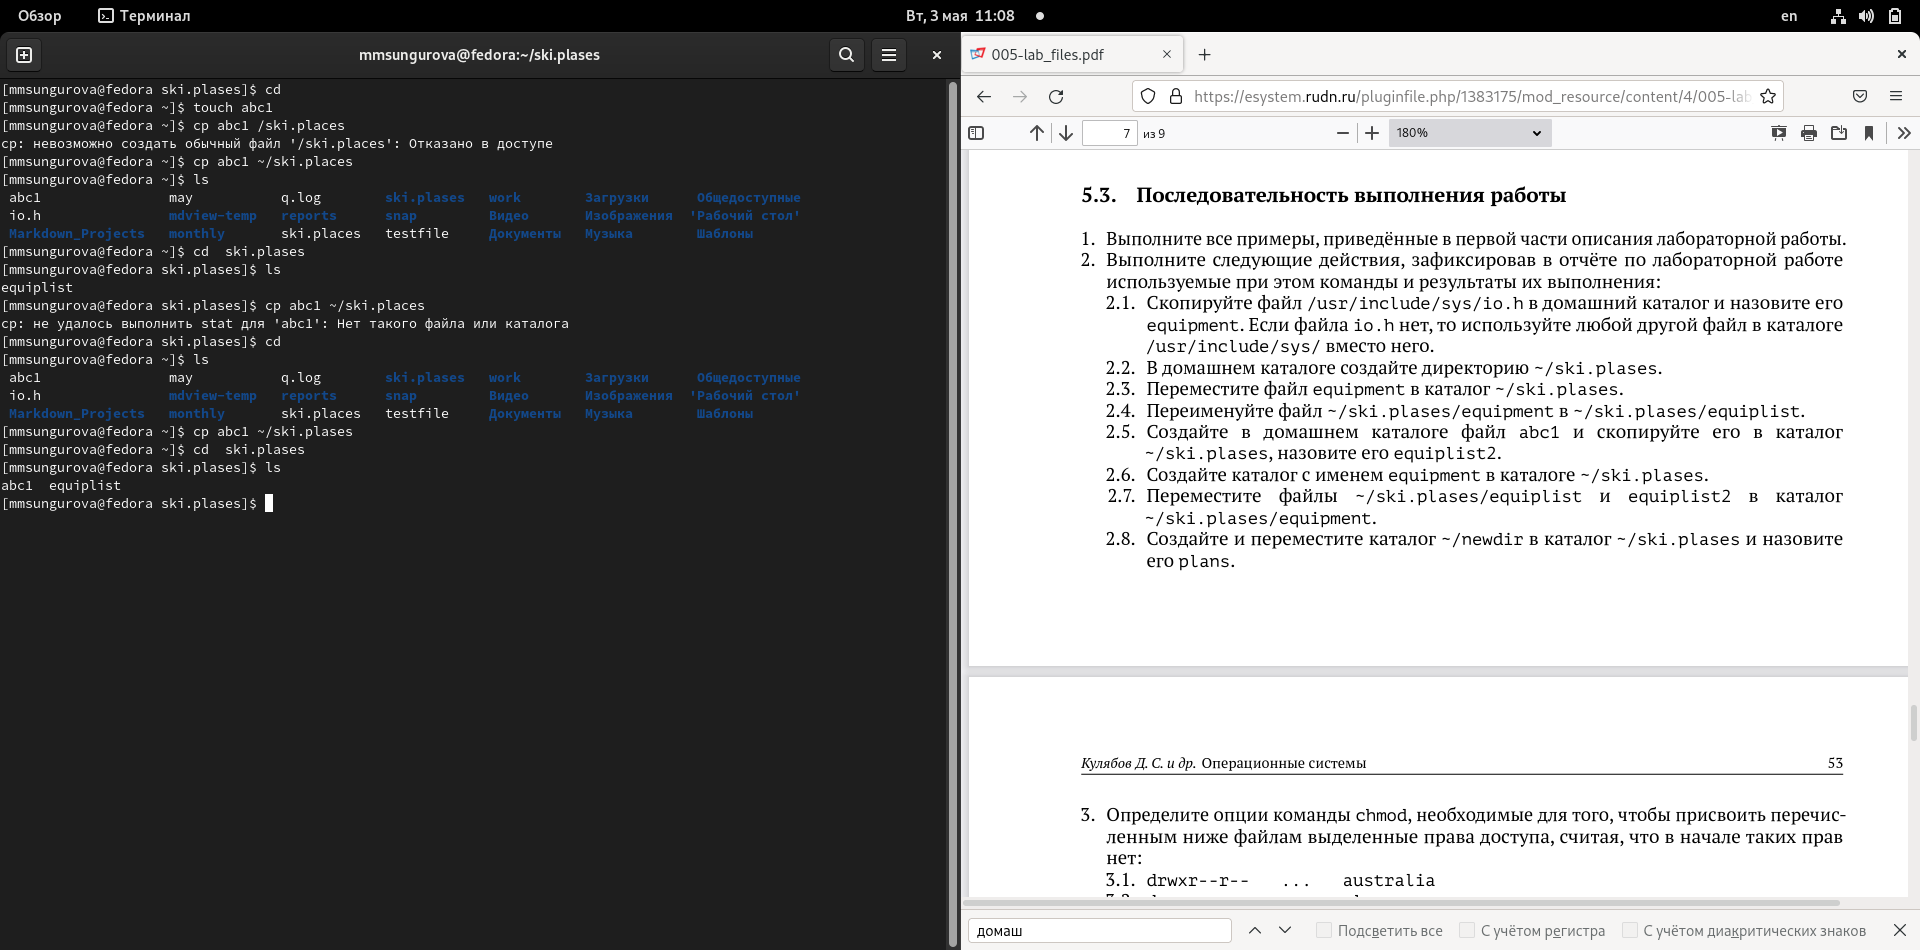 Обзор Терминал Вт, 3 мая 11:08 en
mmsungurova@fedora:~/ski.plases
[mmsungurova@fedora ski.plases]$ cd
[mmsungurova@fedora ~]$ touch abc1
[mmsungurova@fedora ~]$ cp abc1 /ski.places
cp: невозможно создать обычный файл '/ski.places': Отказано в доступе
[mmsungurova@fedora ~]$ cp abc1 ~/ski.places
[mmsungurova@fedora ~]$ ls
abc1 may q.log ski.plases work Загрузки Общедоступные
io.h mdview-temp reports snap Видео Изображения 'Рабочий стол'
Markdown_Projects monthly ski.places testfile Документы Музыка Шаблоны
[mmsungurova@fedora ~]$ cd  ski.plases
[mmsungurova@fedora ski.plases]$ ls
equiplist
[mmsungurova@fedora ski.plases]$ cp abc1 ~/ski.places
cp: не удалось выполнить stat для 'abc1': Нет такого файла или каталога
[mmsungurova@fedora ski.plases]$ cd
[mmsungurova@fedora ~]$ ls
abc1 may q.log ski.plases work Загрузки Общедоступные
io.h mdview-temp reports snap Видео Изображения 'Рабочий стол'
Markdown_Projects monthly ski.places testfile Документы Музыка Шаблоны
[mmsungurova@fedora ~]$ cp abc1 ~/ski.plases
[mmsungurova@fedora ~]$ cd  ski.plases
[mmsungurova@fedora ski.plases]$ ls
abc1  equiplist
[mmsungurova@fedora ski.plases]$
005-lab_files.pdf
https://esystem.rudn.ru/pluginfile.php/1383175/mod_resource/content/4/005-lab
7 из 9 180%
5.3. Последовательность выполнения работы
1. Выполните все примеры, приведённые в первой части описания лабораторной работы.
2. Выполните следующие действия, зафиксировав в отчёте по лабораторной работе
используемые при этом команды и результаты их выполнения:
2.1. Скопируйте файл /usr/include/sys/io.h в домашний каталог и назовите его
equipment. Если файла io.h нет, то используйте любой другой файл в каталоге
/usr/include/sys/ вместо него.
2.2. В домашнем каталоге создайте директорию ~/ski.plases.
2.3. Переместите файл equipment в каталог ~/ski.plases.
2.4. Переименуйте файл ~/ski.plases/equipment в ~/ski.plases/equiplist.
2.5. Создайте в домашнем каталоге файл abc1 и скопируйте его в каталог
~/ski.plases, назовите его equiplist2.
2.6. Создайте каталог с именем equipment в каталоге ~/ski.plases.
2.7. Переместите файлы ~/ski.plases/equiplist и equiplist2 в каталог
~/ski.plases/equipment.
2.8. Создайте и переместите каталог ~/newdir в каталог ~/ski.plases и назовите
его plans.
Кулябов Д. С. и др. Операционные системы 53
3. Определите опции команды chmod, необходимые для того, чтобы присвоить перечис-
ленным ниже файлам выделенные права доступа, считая, что в начале таких прав
нет:
3.1. drwxr--r-- ... australia
домаш Подсветить все С учётом регистра С учётом диакритических знаков